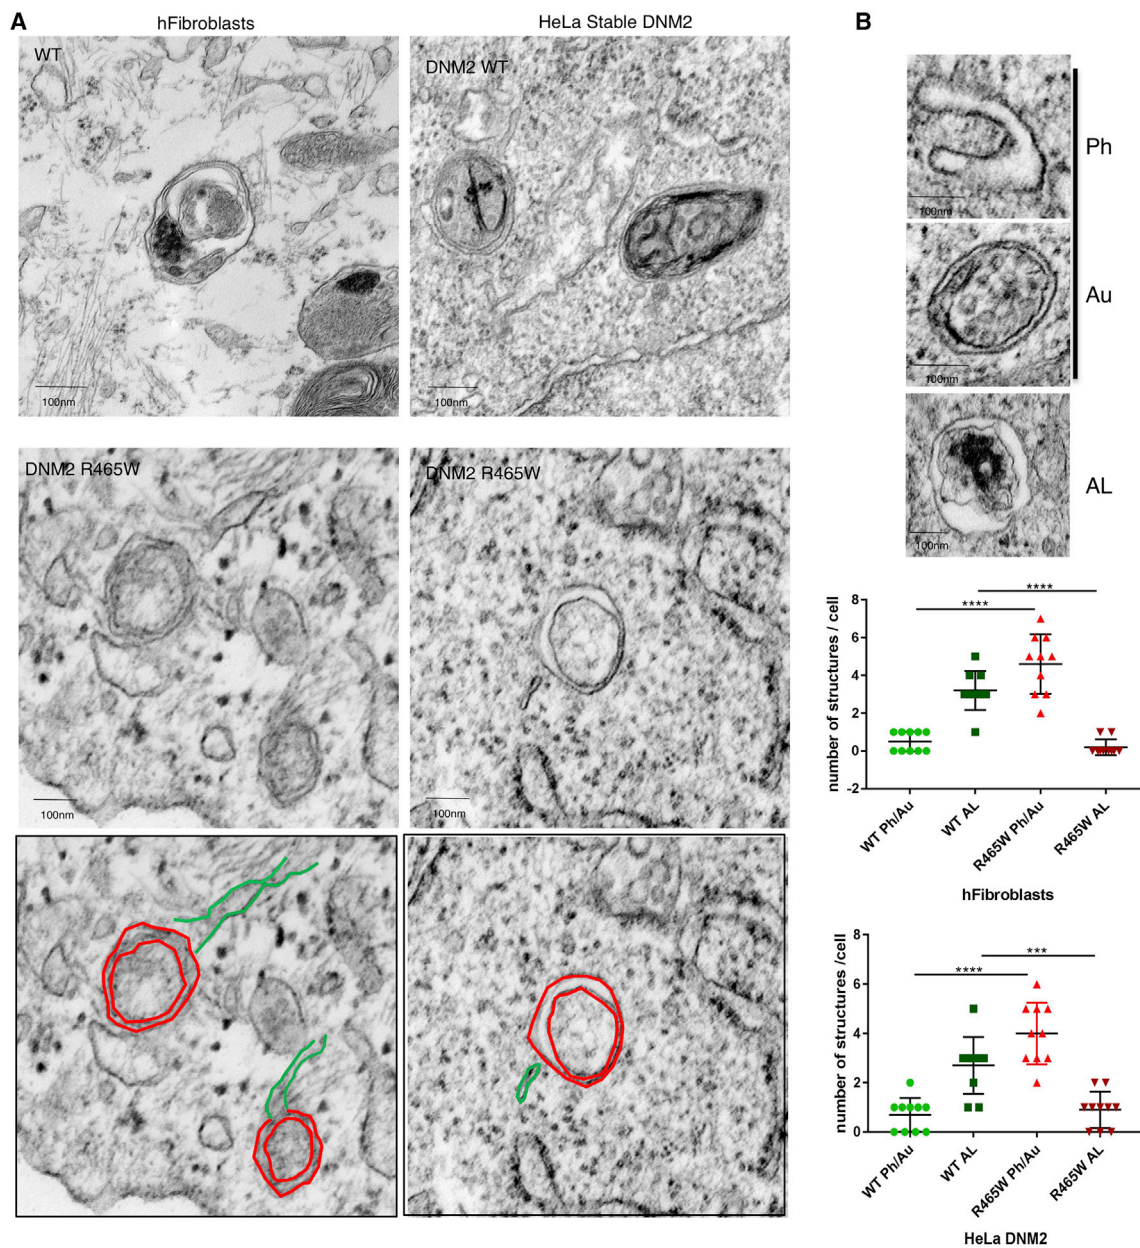 A
hFibroblasts
HeLa Stable DNM2
WT
100nm
DNM2 WT
100nm
DNM2 R465W
100nm
DNM2 R465W
100nm
B
100nm
Ph
100nm
Au
100nm
AL
number of structures / cell
8
6
4
2
0
-2
****
****
WT Ph/Au
WT AL
R465W Ph/Au
R465W AL
hFibroblasts
number of structures /cell
8
6
4
2
0
****
***
WT Ph/Au
WT AL
R465W Ph/Au
R465W AL
HeLa DNM2